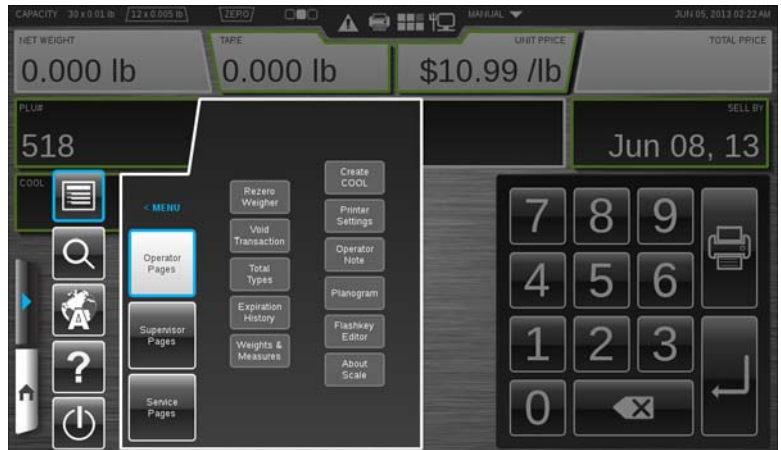 CAPACITY 30 x 0.01 lb 12 x 0.005 lb ZERO MANUAL JUN 05, 2013 02:22 AM
NET WEIGHT TARE UNIT PRICE TOTAL PRICE
0.000 lb 0.000 lb $10.99 /lb
PLU# SELL BY
518 Jun 08, 13
COOL
< MENU
Operator
Pages
Supervisor
Pages
Service
Pages
Rezero
Weigher
Void
Transaction
Total
Types
Expiration
History
Weights &
Measures
Create
COOL
Printer
Settings
Operator
Note
Planogram
Flashkey
Editor
About
Scale
A
?
7 8 9
4 5 6
1 2 3
0